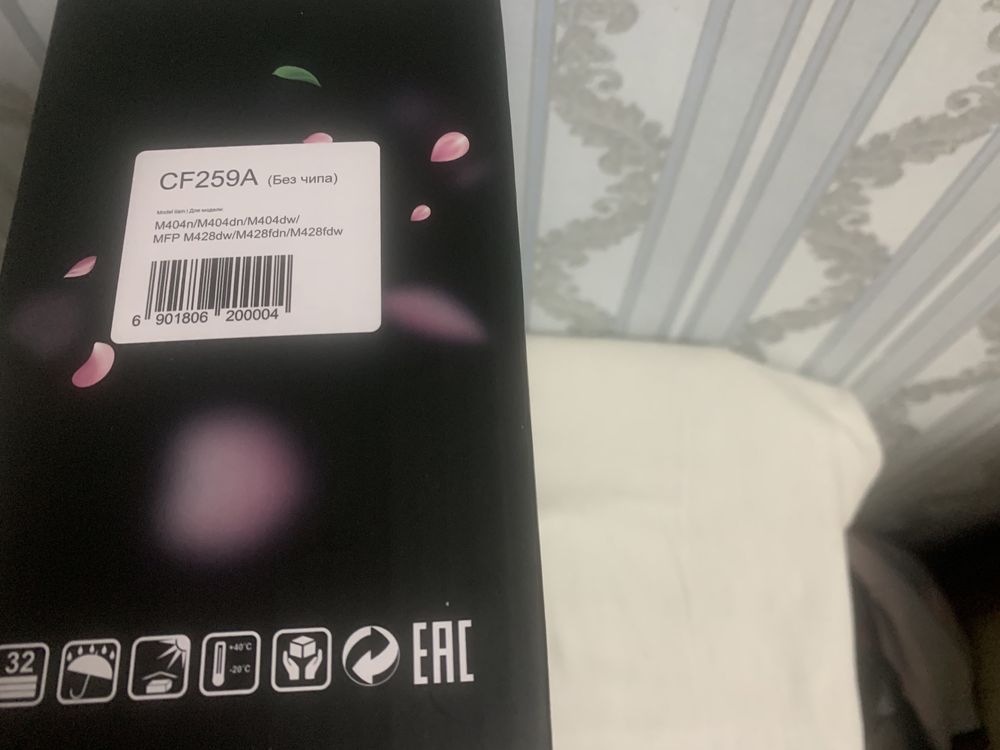 CF259A (Без чипа)
Model item / Для модели
M404n/M404dn/M404dw/
MFP M428dw/M428fdn/M428fdw
6 901806 200004
32
+40°C
-20°C
EAC